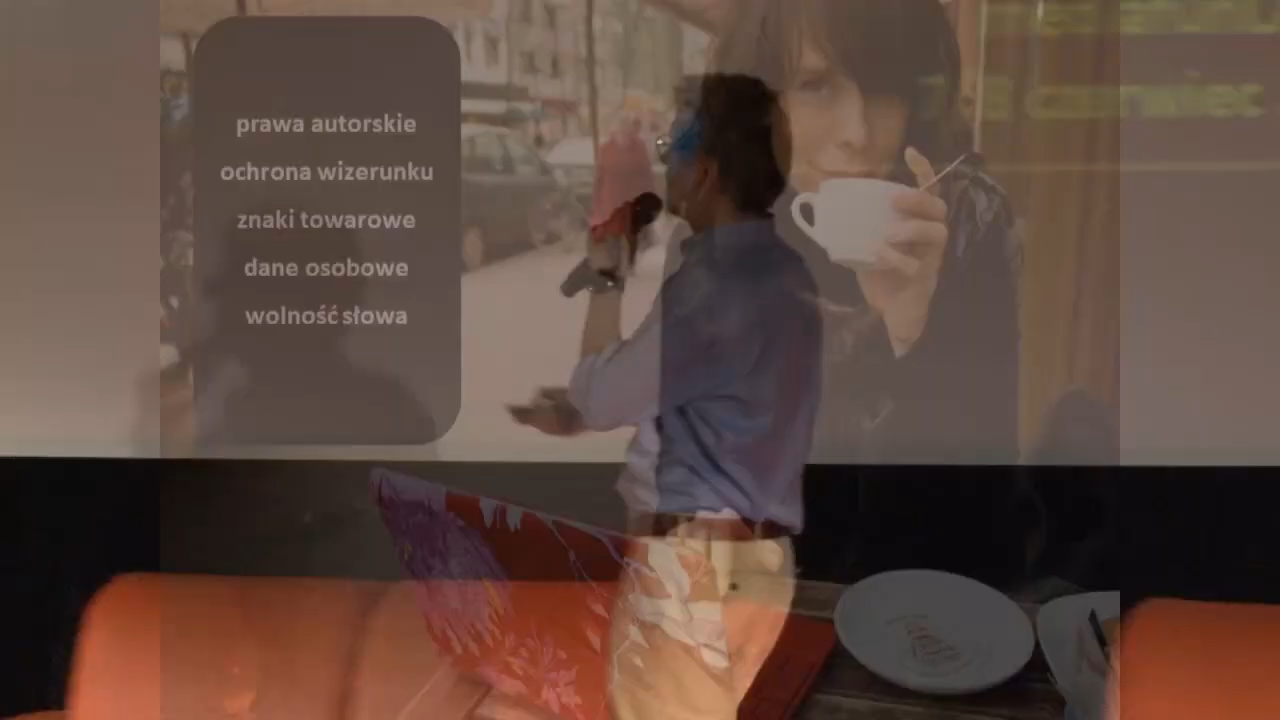 prawa autorskie
ochrona wizerunku
znaki towarowe
dane osobowe
wolność słowa